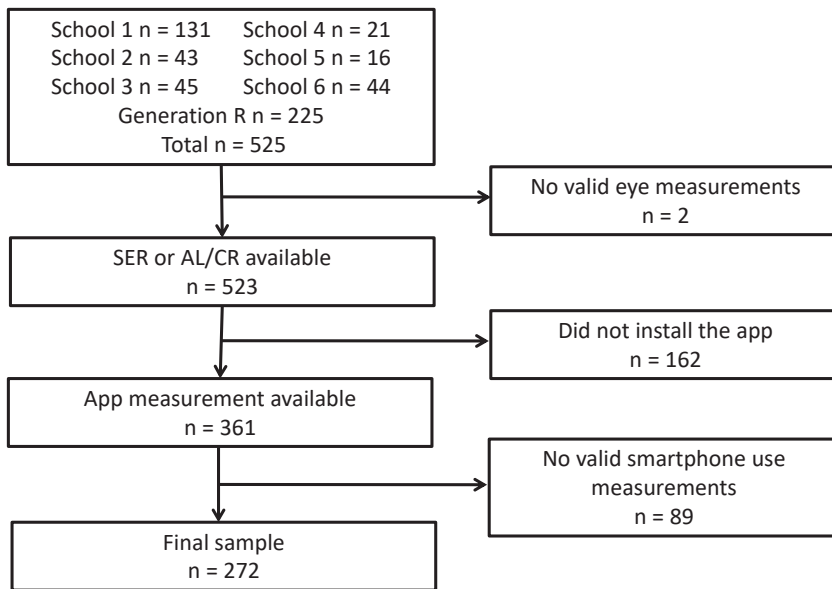 School 1 n = 131 School 4 n = 21
School 2 n = 43 School 5 n = 16
School 3 n = 45 School 6 n = 44
Generation R n = 225
Total n = 525
No valid eye measurements
n = 2
SER or AL/CR available
n = 523
Did not install the app
n = 162
App measurement available
n = 361
No valid smartphone use
measurements
n = 89
Final sample
n = 272